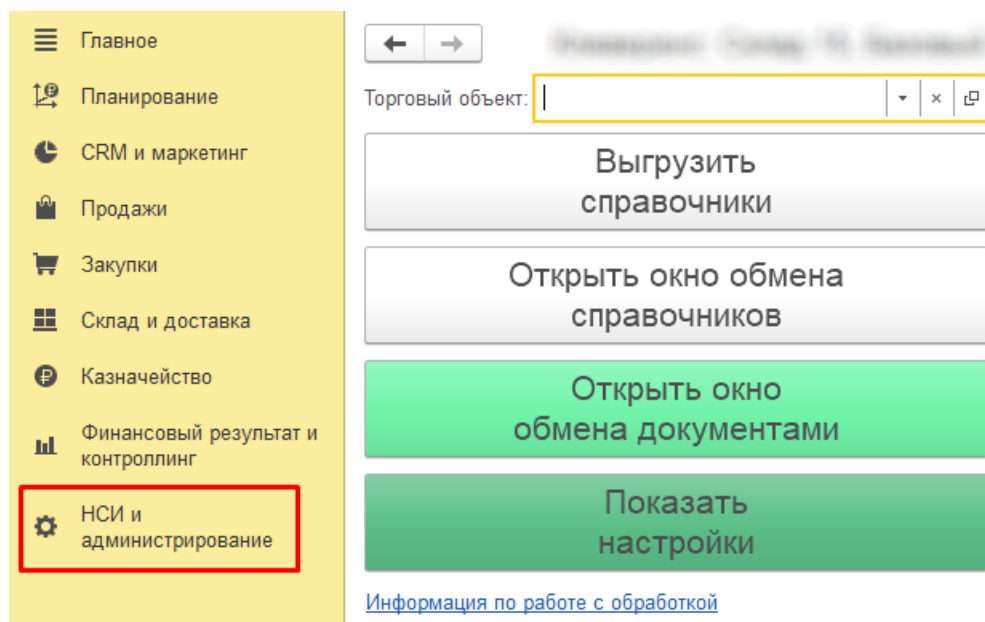 Главное
Планирование
CRM и маркетинг
Продажи
Закупки
Склад и доставка
Казначейство
Финансовый результат и
контроллинг
НСИ и
администрирование
Торговый объект:
Выгрузить
справочники
Открыть окно обмена
справочников
Открыть окно
обмена документами
Показать
настройки
Информация по работе с обработкой